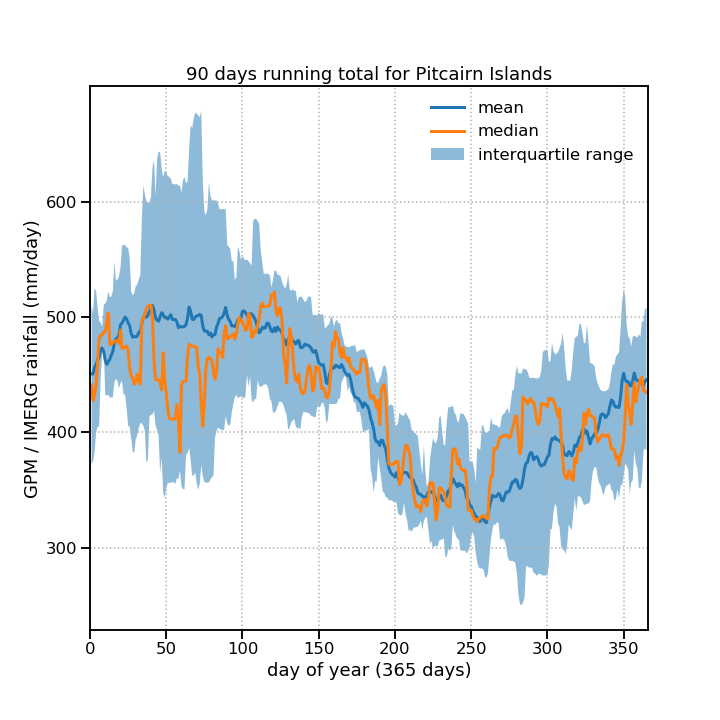 90 days running total for Pitcairn Islands
mean
median
interquartile range
GPM / IMERG rainfall (mm/day)
600
500
400
300
0 50 100 150 200 250 300 350
day of year (365 days)